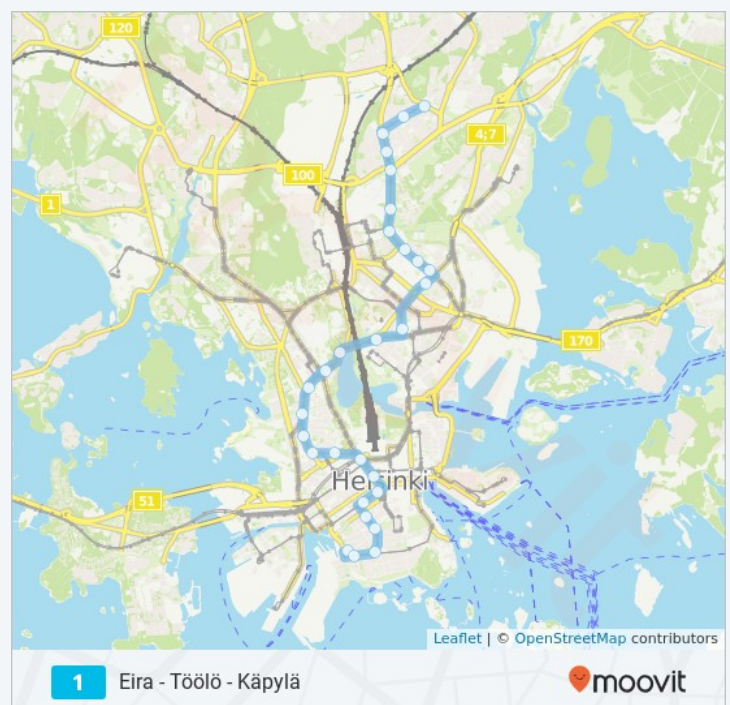 120
4;7
100
1
170
Helsinki
51
Leaflet | © OpenStreetMap contributors
1 Eira - Töölö - Käpylä
moovit